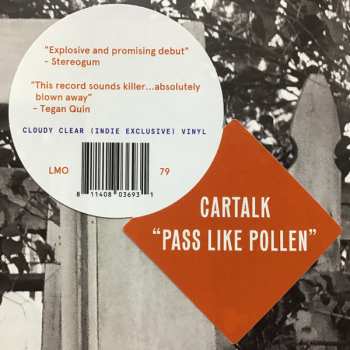 "Explosive and promising debut"
- Stereogum
"This record sounds killer...absolutely
blown away"
- Tegan Quin
CLOUDY CLEAR (INDIE EXCLUSIVE) VINYL
LMO 79
8 11408 03693 1
CARTALK
"PASS LIKE POLLEN"